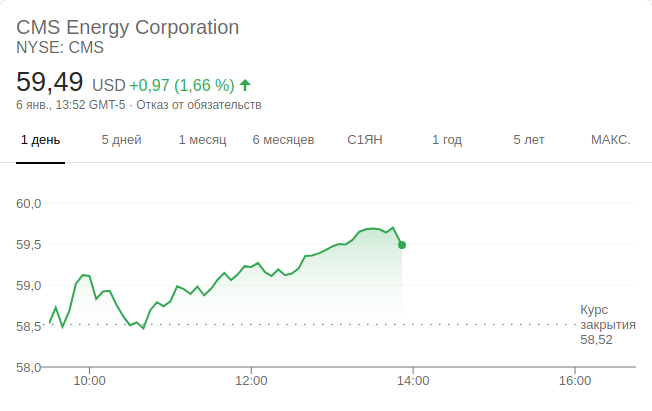 CMS Energy Corporation
NYSE: CMS
59,49 USD +0,97 (1,66 %)
6 янв., 13:52 GMT-5 · Отказ от обязательств
1 день 5 дней 1 месяц 6 месяцев С1ЯН 1 год 5 лет МАКС.
60,0
59,5
59,0
58,5
58,0
Курс
закрытия
58,52
10:00 12:00 14:00 16:00